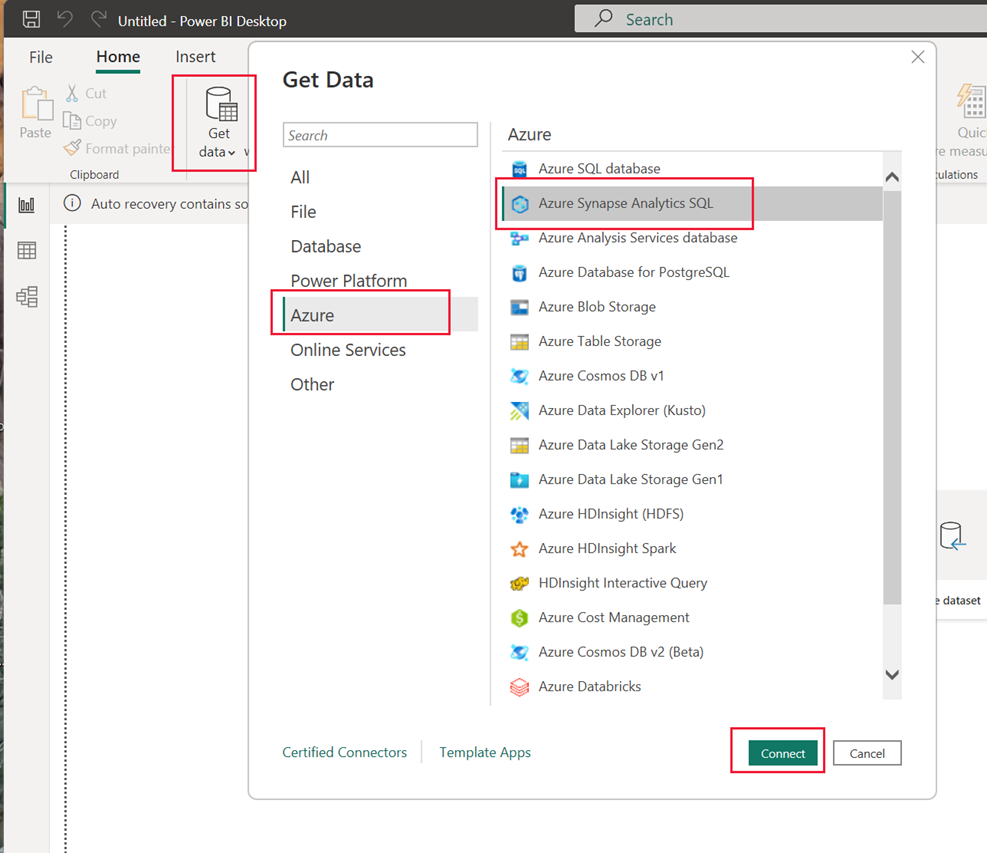 Untitled - Power BI Desktop
Search
File
Home
Insert
Paste
Cut
Copy
Format painte
Clipboard
Get
data
Quic
re measu
culations
Auto recovery contains so
Get Data
Search
All
File
Database
Power Platform
Azure
Online Services
Other
Azure
Azure SQL database
Azure Synapse Analytics SQL
Azure Analysis Services database
Azure Database for PostgreSQL
Azure Blob Storage
Azure Table Storage
Azure Cosmos DB v1
Azure Data Explorer (Kusto)
Azure Data Lake Storage Gen2
Azure Data Lake Storage Gen1
Azure HDInsight (HDFS)
Azure HDInsight Spark
HDInsight Interactive Query
Azure Cost Management
Azure Cosmos DB v2 (Beta)
Azure Databricks
e dataset
Certified Connectors
Template Apps
Connect
Cancel